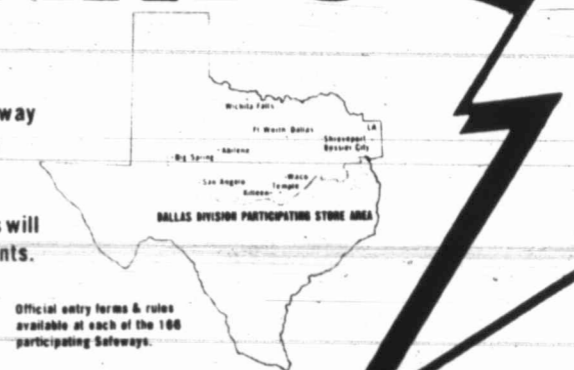 way
Wichita Falls
Ft Worth Dallas
LA
Shreveport
Bossier City
Abilene
Big Spring
Waco
San Angelo
Temple
Killeen
DALLAS DIVISION PARTICIPATING STORE AREA
s will
nts.
Official entry forms & rules
available at each of the 166
participating Safeways.